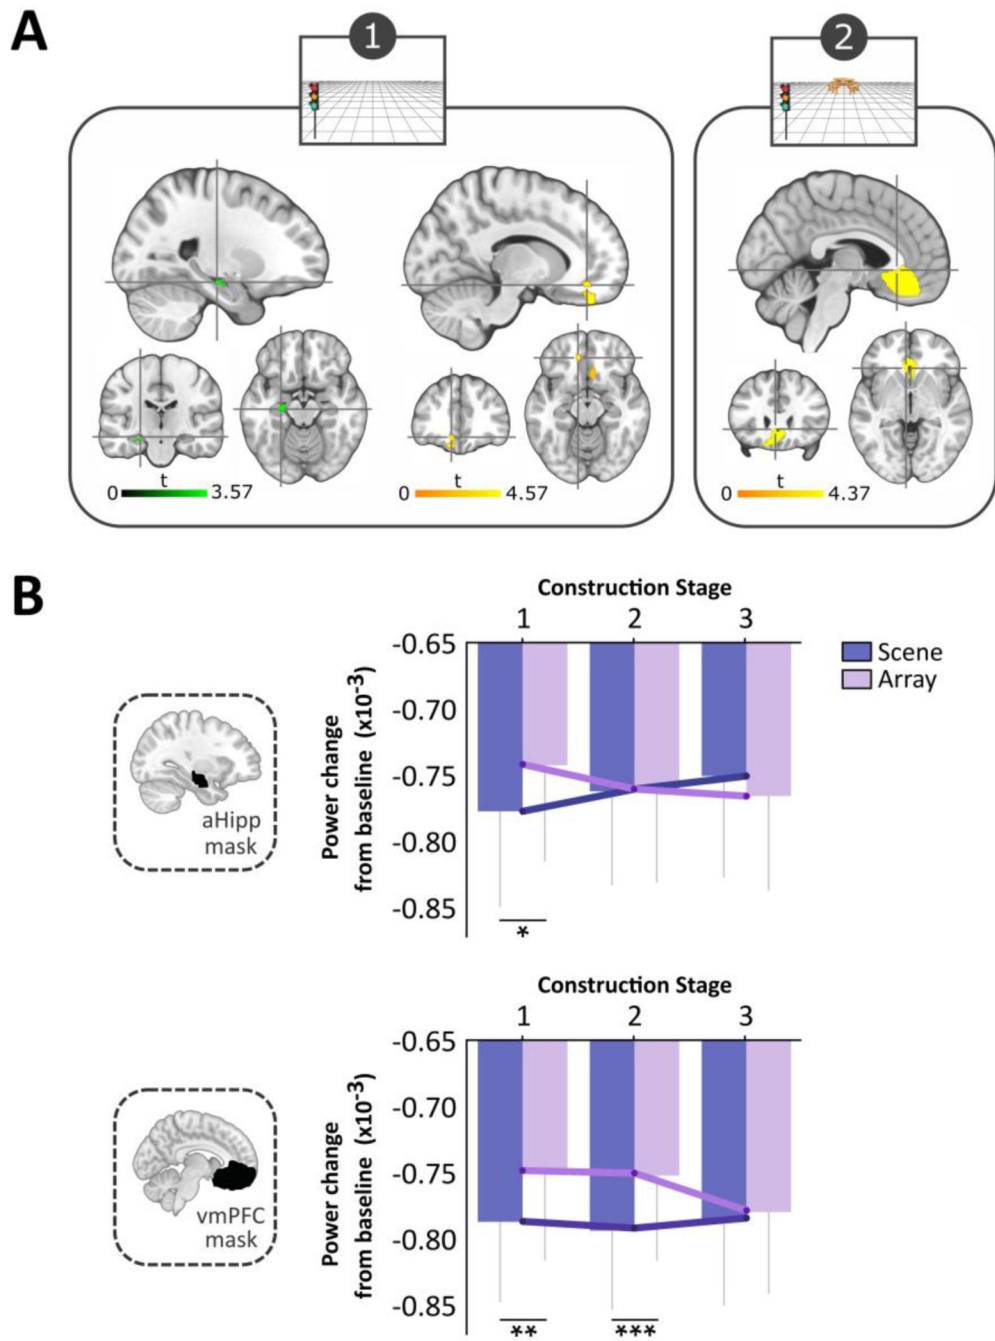 A
1
2
t
0 3.57
t
0 4.57
t
0 4.37
B
Construction Stage
1 2 3
-0.65
-0.70
-0.75
-0.80
-0.85
Power change
from baseline (x10⁻³)
Scene
Array
aHipp
mask
*
Construction Stage
1 2 3
-0.65
-0.70
-0.75
-0.80
-0.85
Power change
from baseline (x10⁻³)
vmPFC
mask
** ***